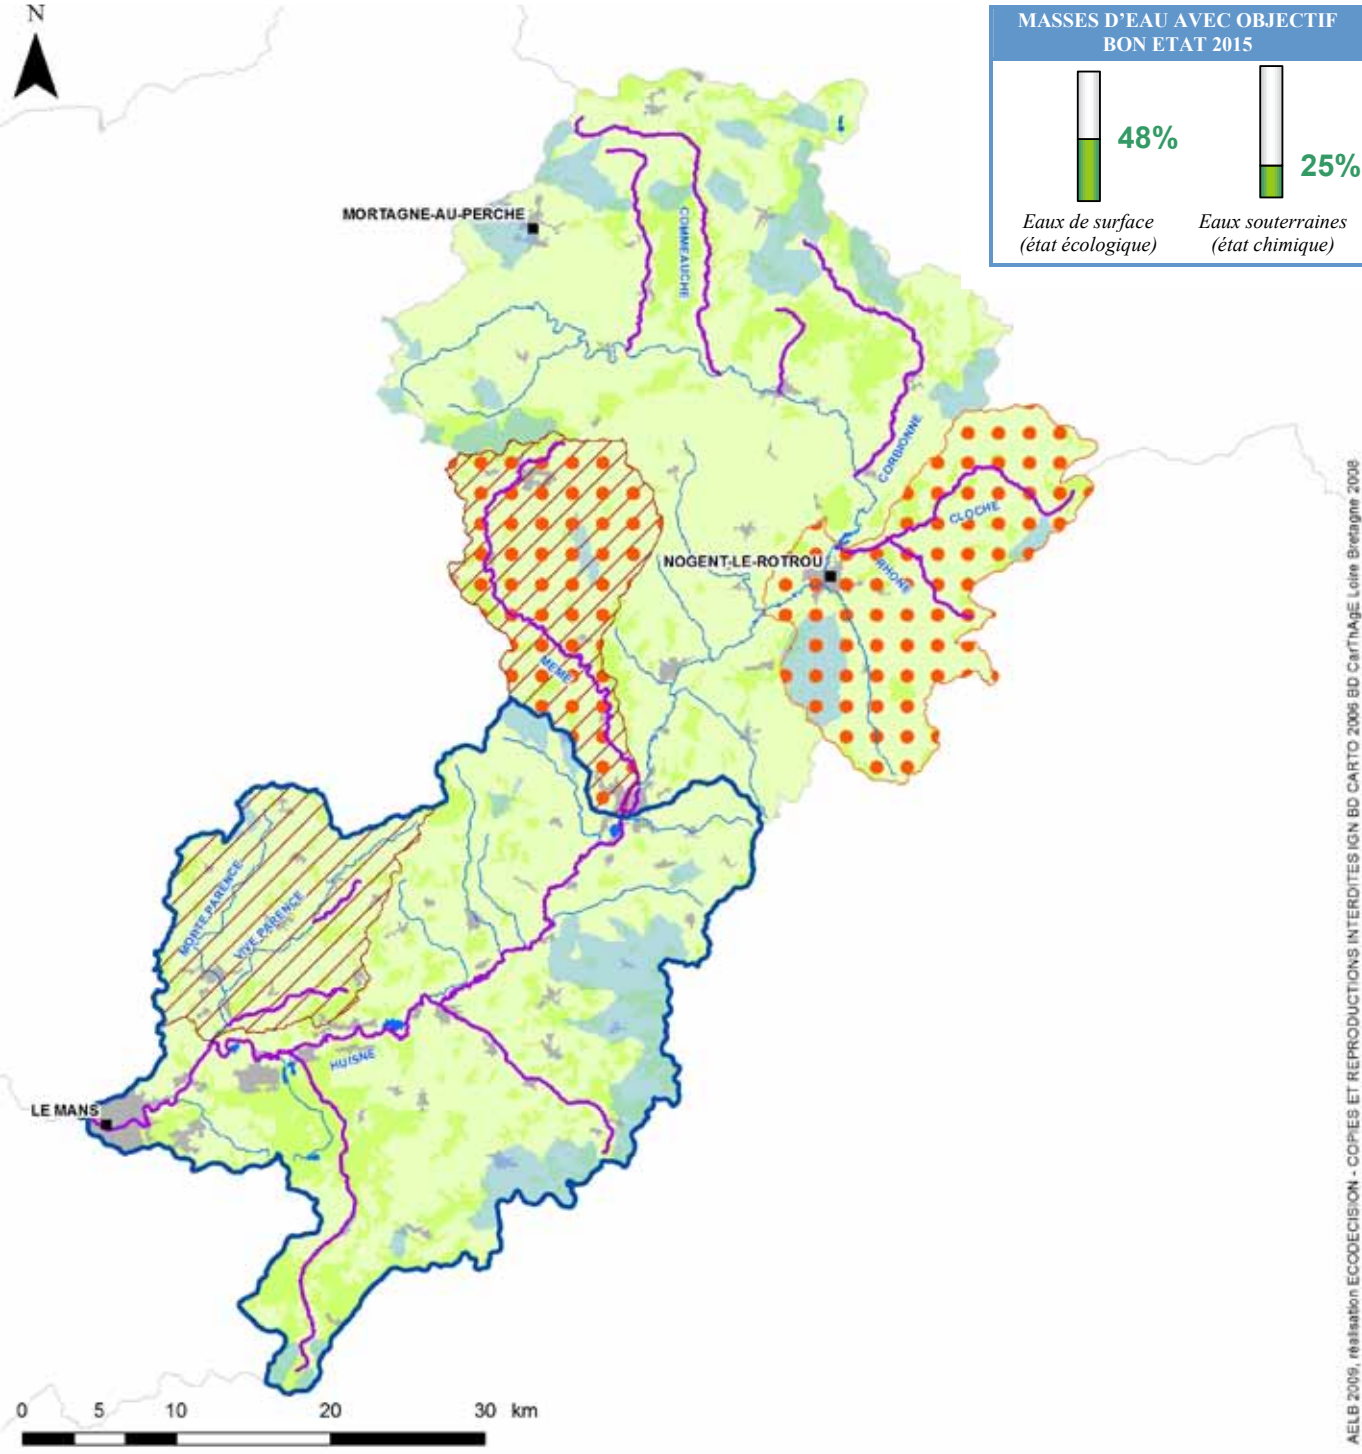 N
MASSES D'EAU AVEC OBJECTIF
BON ETAT 2015
48%
25%
Eaux de surface
(état écologique)
Eaux souterraines
(état chimique)
MORTAGNE-AU-PERCHE
COMMEAUCHE
CORBIONNE
CLOCHE
NOGENT-LE-ROTROU
RHONE
MEME
MORTE PARENCE
VIVE PARENCE
HUISNE
LE MANS
0 5 10 20 30 km
AELB 2009, réalisation ECODECISION - COPIES ET REPRODUCTIONS INTERDITES IGN BD CARTO 2006 BD CarThAgE Loire Bretagne 2008